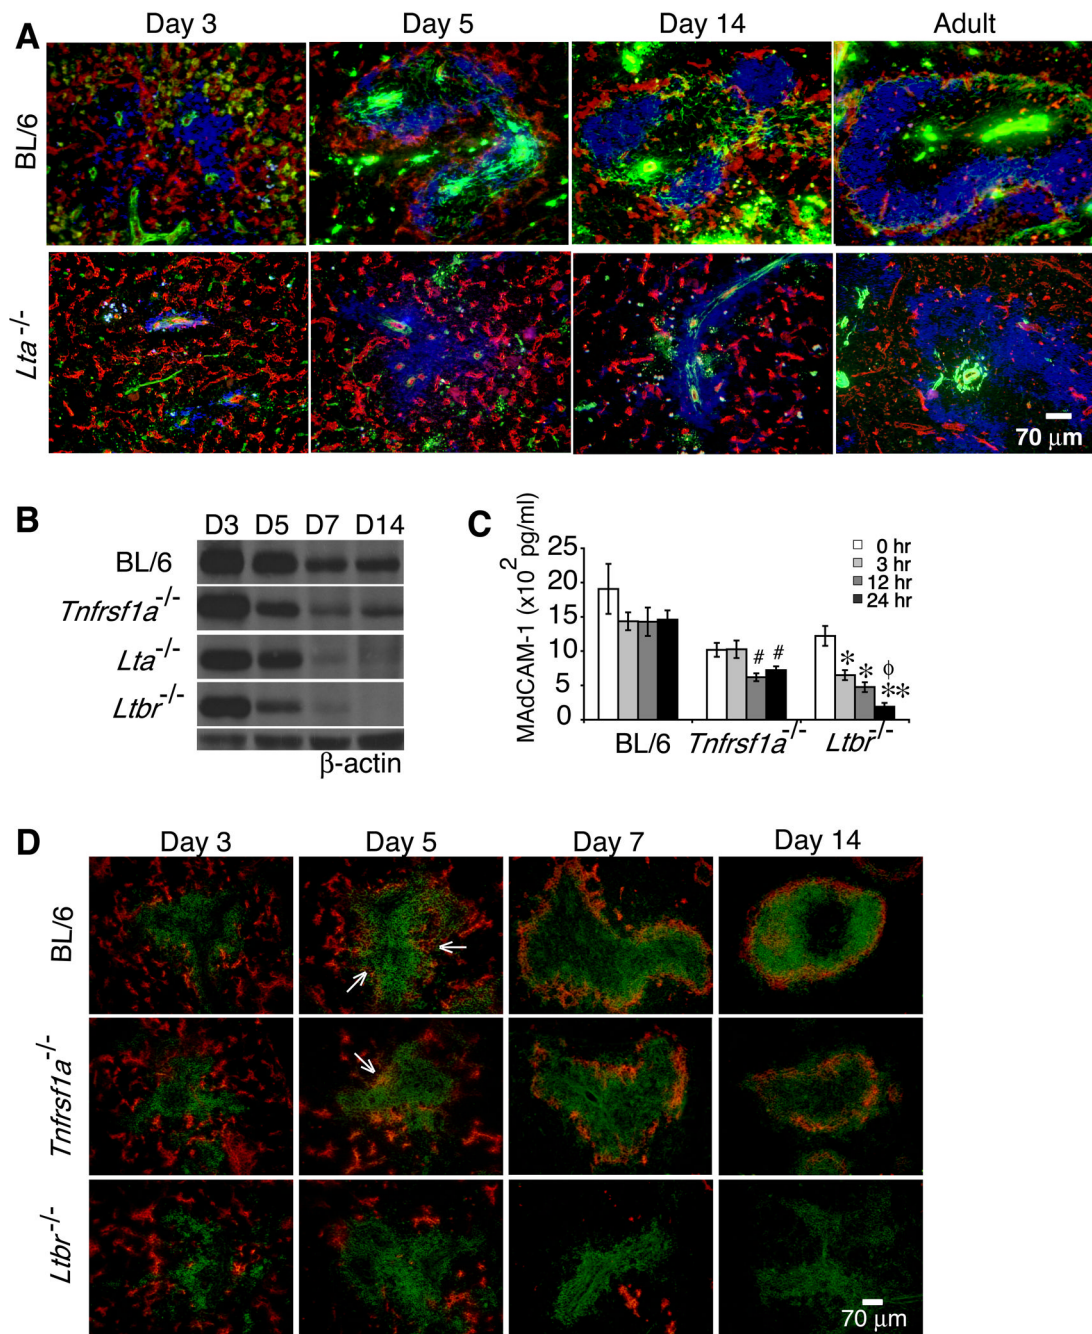 A
Day 3 Day 5 Day 14 Adult
BL/6
Lta-/-
70 μm
B
D3 D5 D7 D14
BL/6
Tnfrsf1a-/-
Lta-/-
Ltbr-/-
β-actin
C
MAdCAM-1 (x10² pg/ml)
25
20
15
10
5
0
0 hr
3 hr
12 hr
24 hr
# #
* * ϕ
**
BL/6 Tnfrsf1a-/- Ltbr-/-
D
Day 3 Day 5 Day 7 Day 14
BL/6
Tnfrsf1a-/-
Ltbr-/-
70 μm